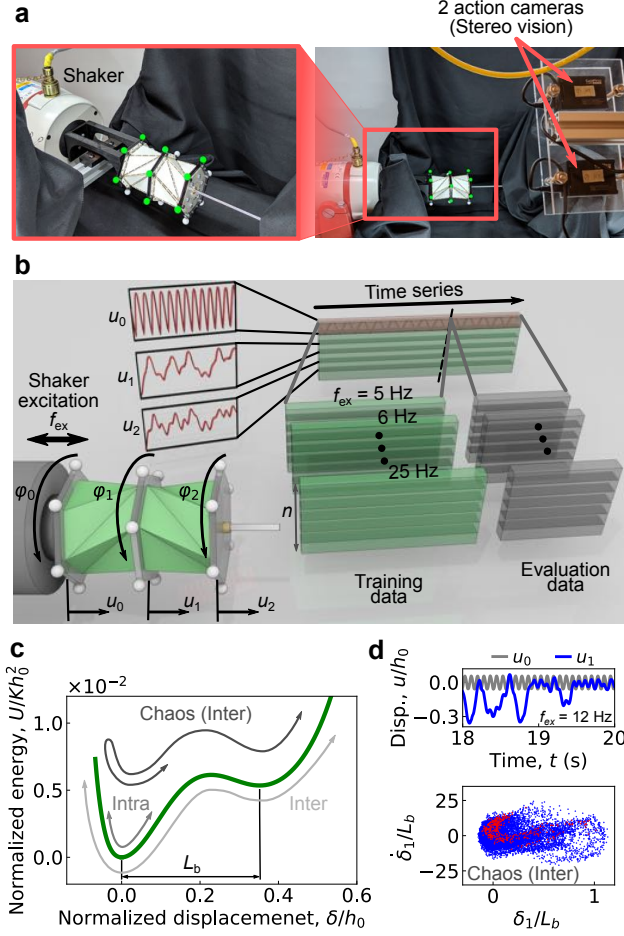 a
2 action cameras
(Stereo vision)
Shaker
b
Time series
u0
u1
u2
Shaker
excitation
fex
fex = 5 Hz
6 Hz
25 Hz
n
φ0
φ1
φ2
u0
u1
u2
Training
data
Evaluation
data
c
×10⁻²
Normalized energy, U/Kh0²
1.0
0.5
0.0
Chaos (Inter)
Intra
Inter
Lb
0.0
0.2
0.4
0.6
Normalized displacemenet, δ/h0
d
u0
u1
Disp., u/h0
0.0
−0.3
fex = 12 Hz
18
19
20
Time, t (s)
δ̇1/Lb
25
0
−25
Chaos (Inter)
0
1
δ1/Lb